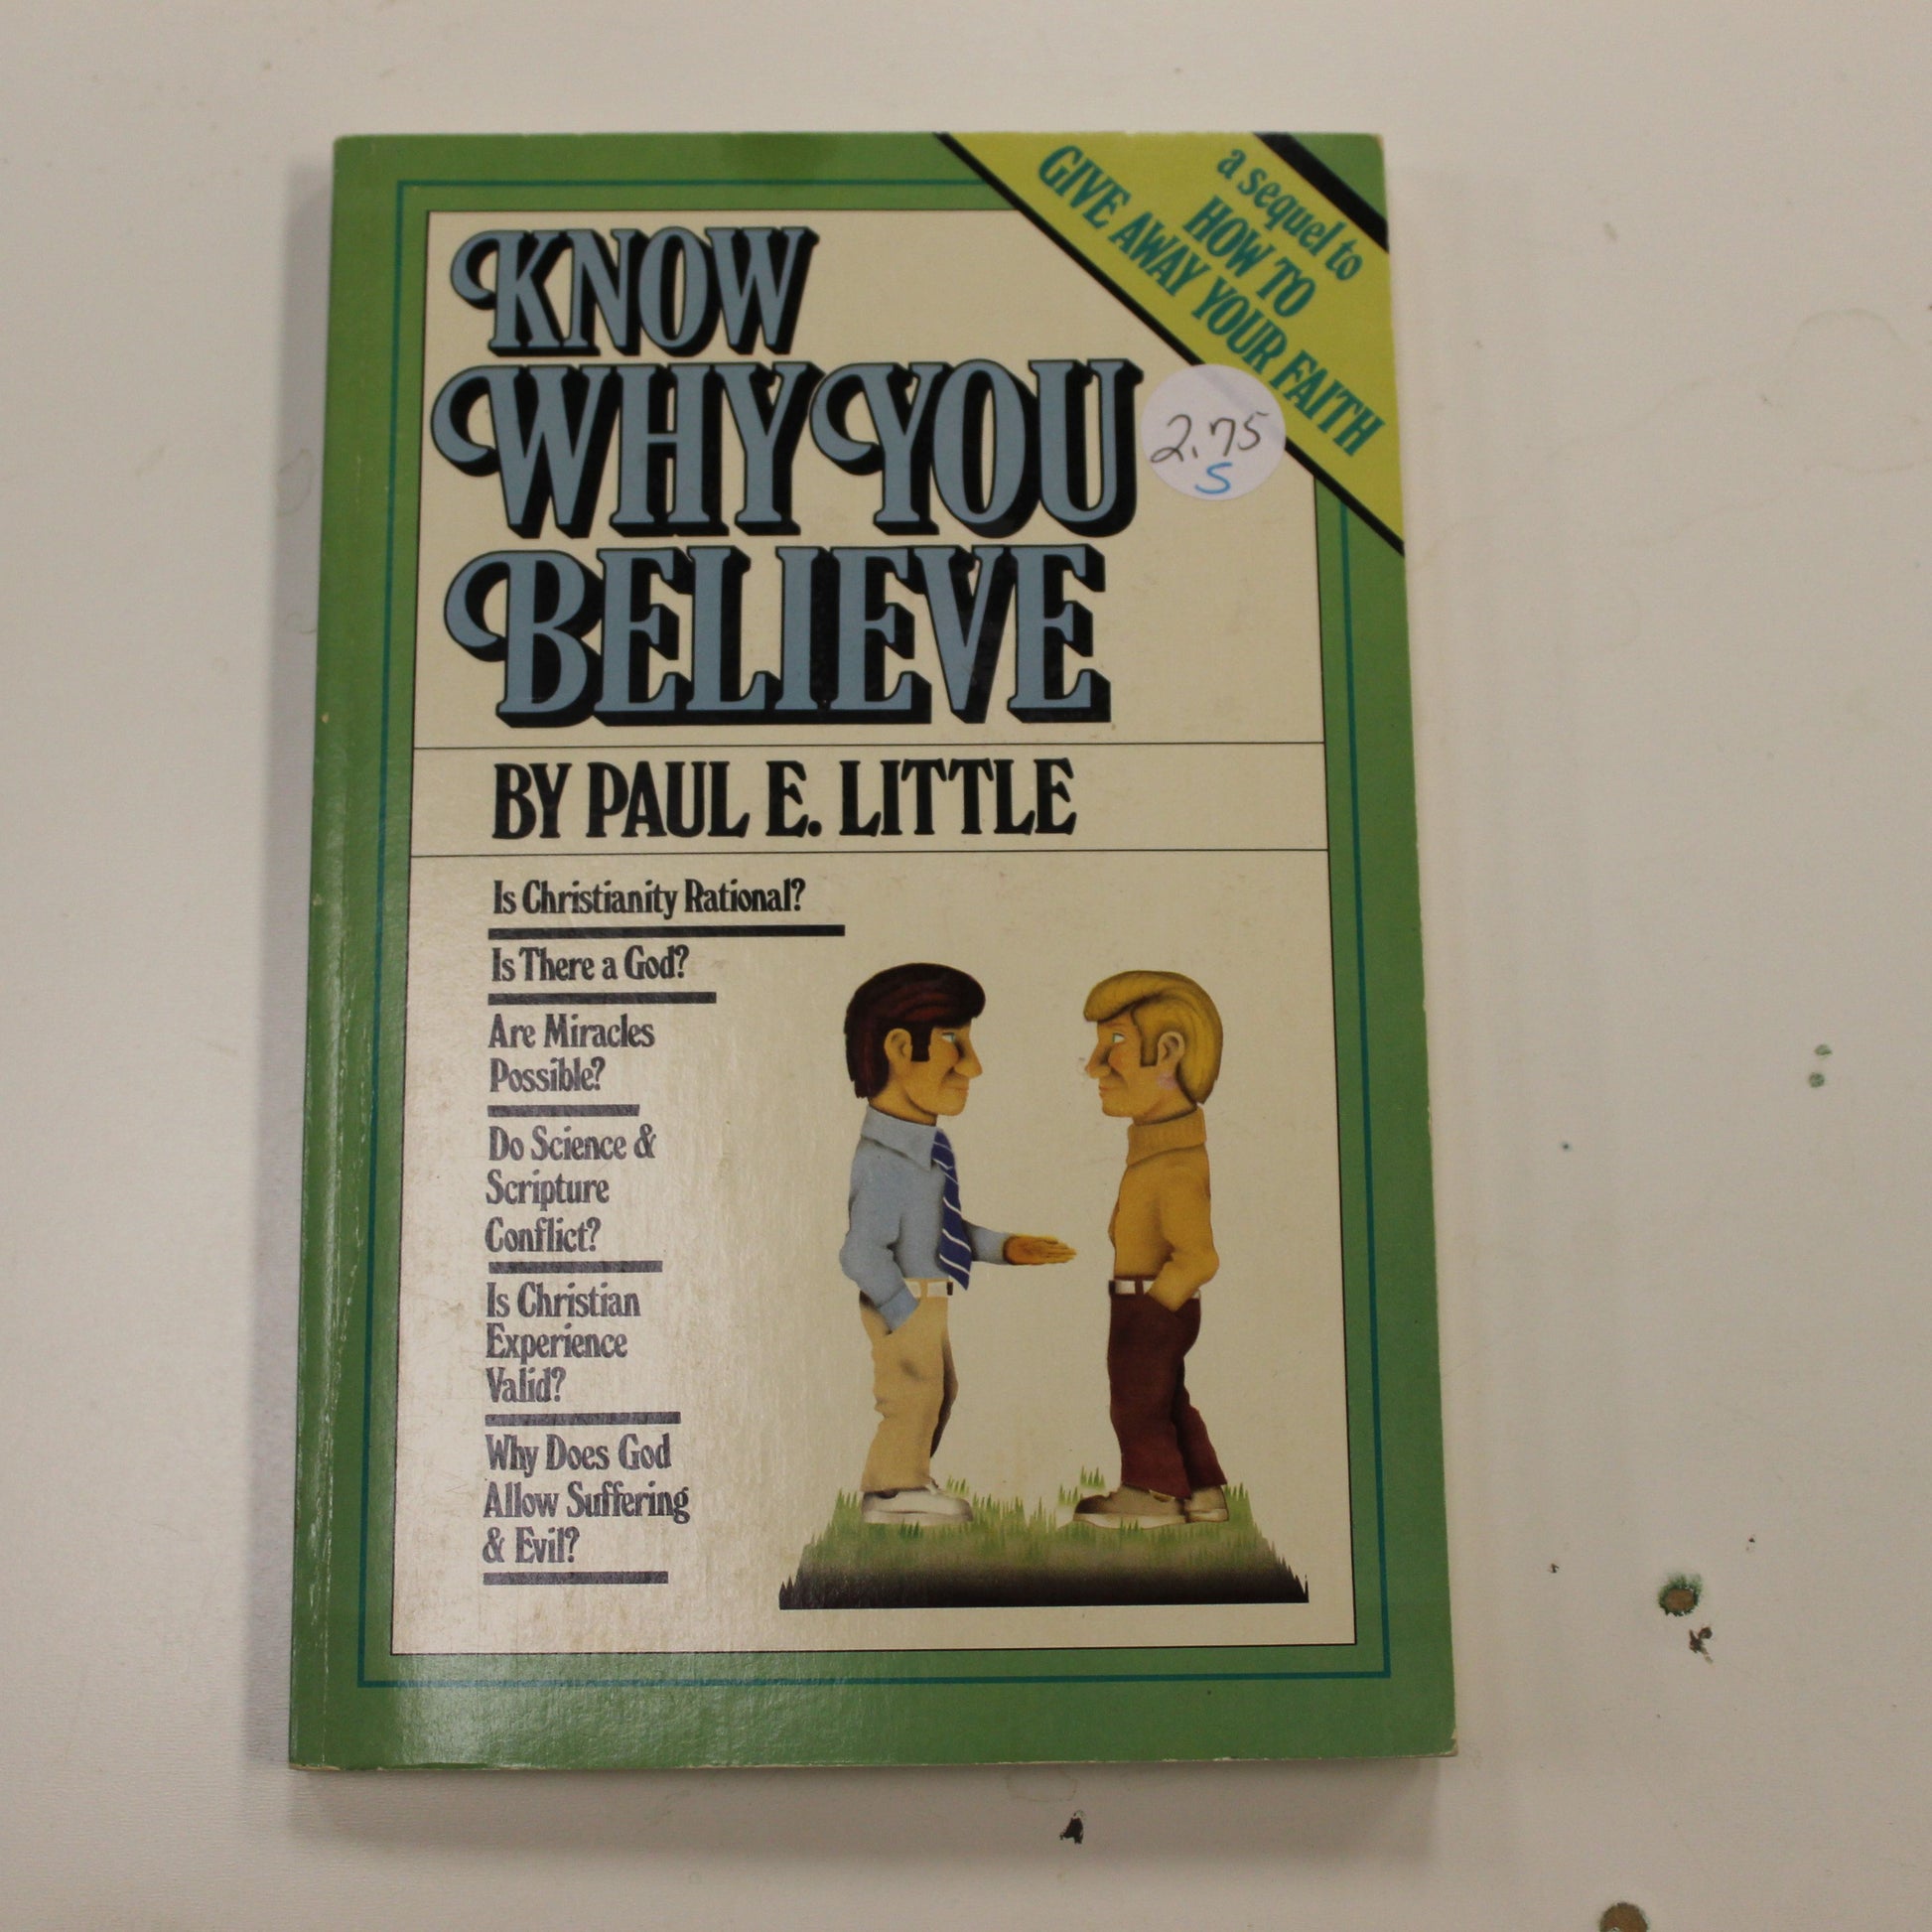 a sequel to
HOW TO
GIVE AWAY YOUR FAITH
KNOW
WHY YOU
BELIEVE
2.75
S
BY PAUL E. LITTLE
Is Christianity Rational?
Is There a God?
Are Miracles
Possible?
Do Science &
Scripture
Conflict?
Is Christian
Experience
Valid?
Why Does God
Allow Suffering
& Evil?